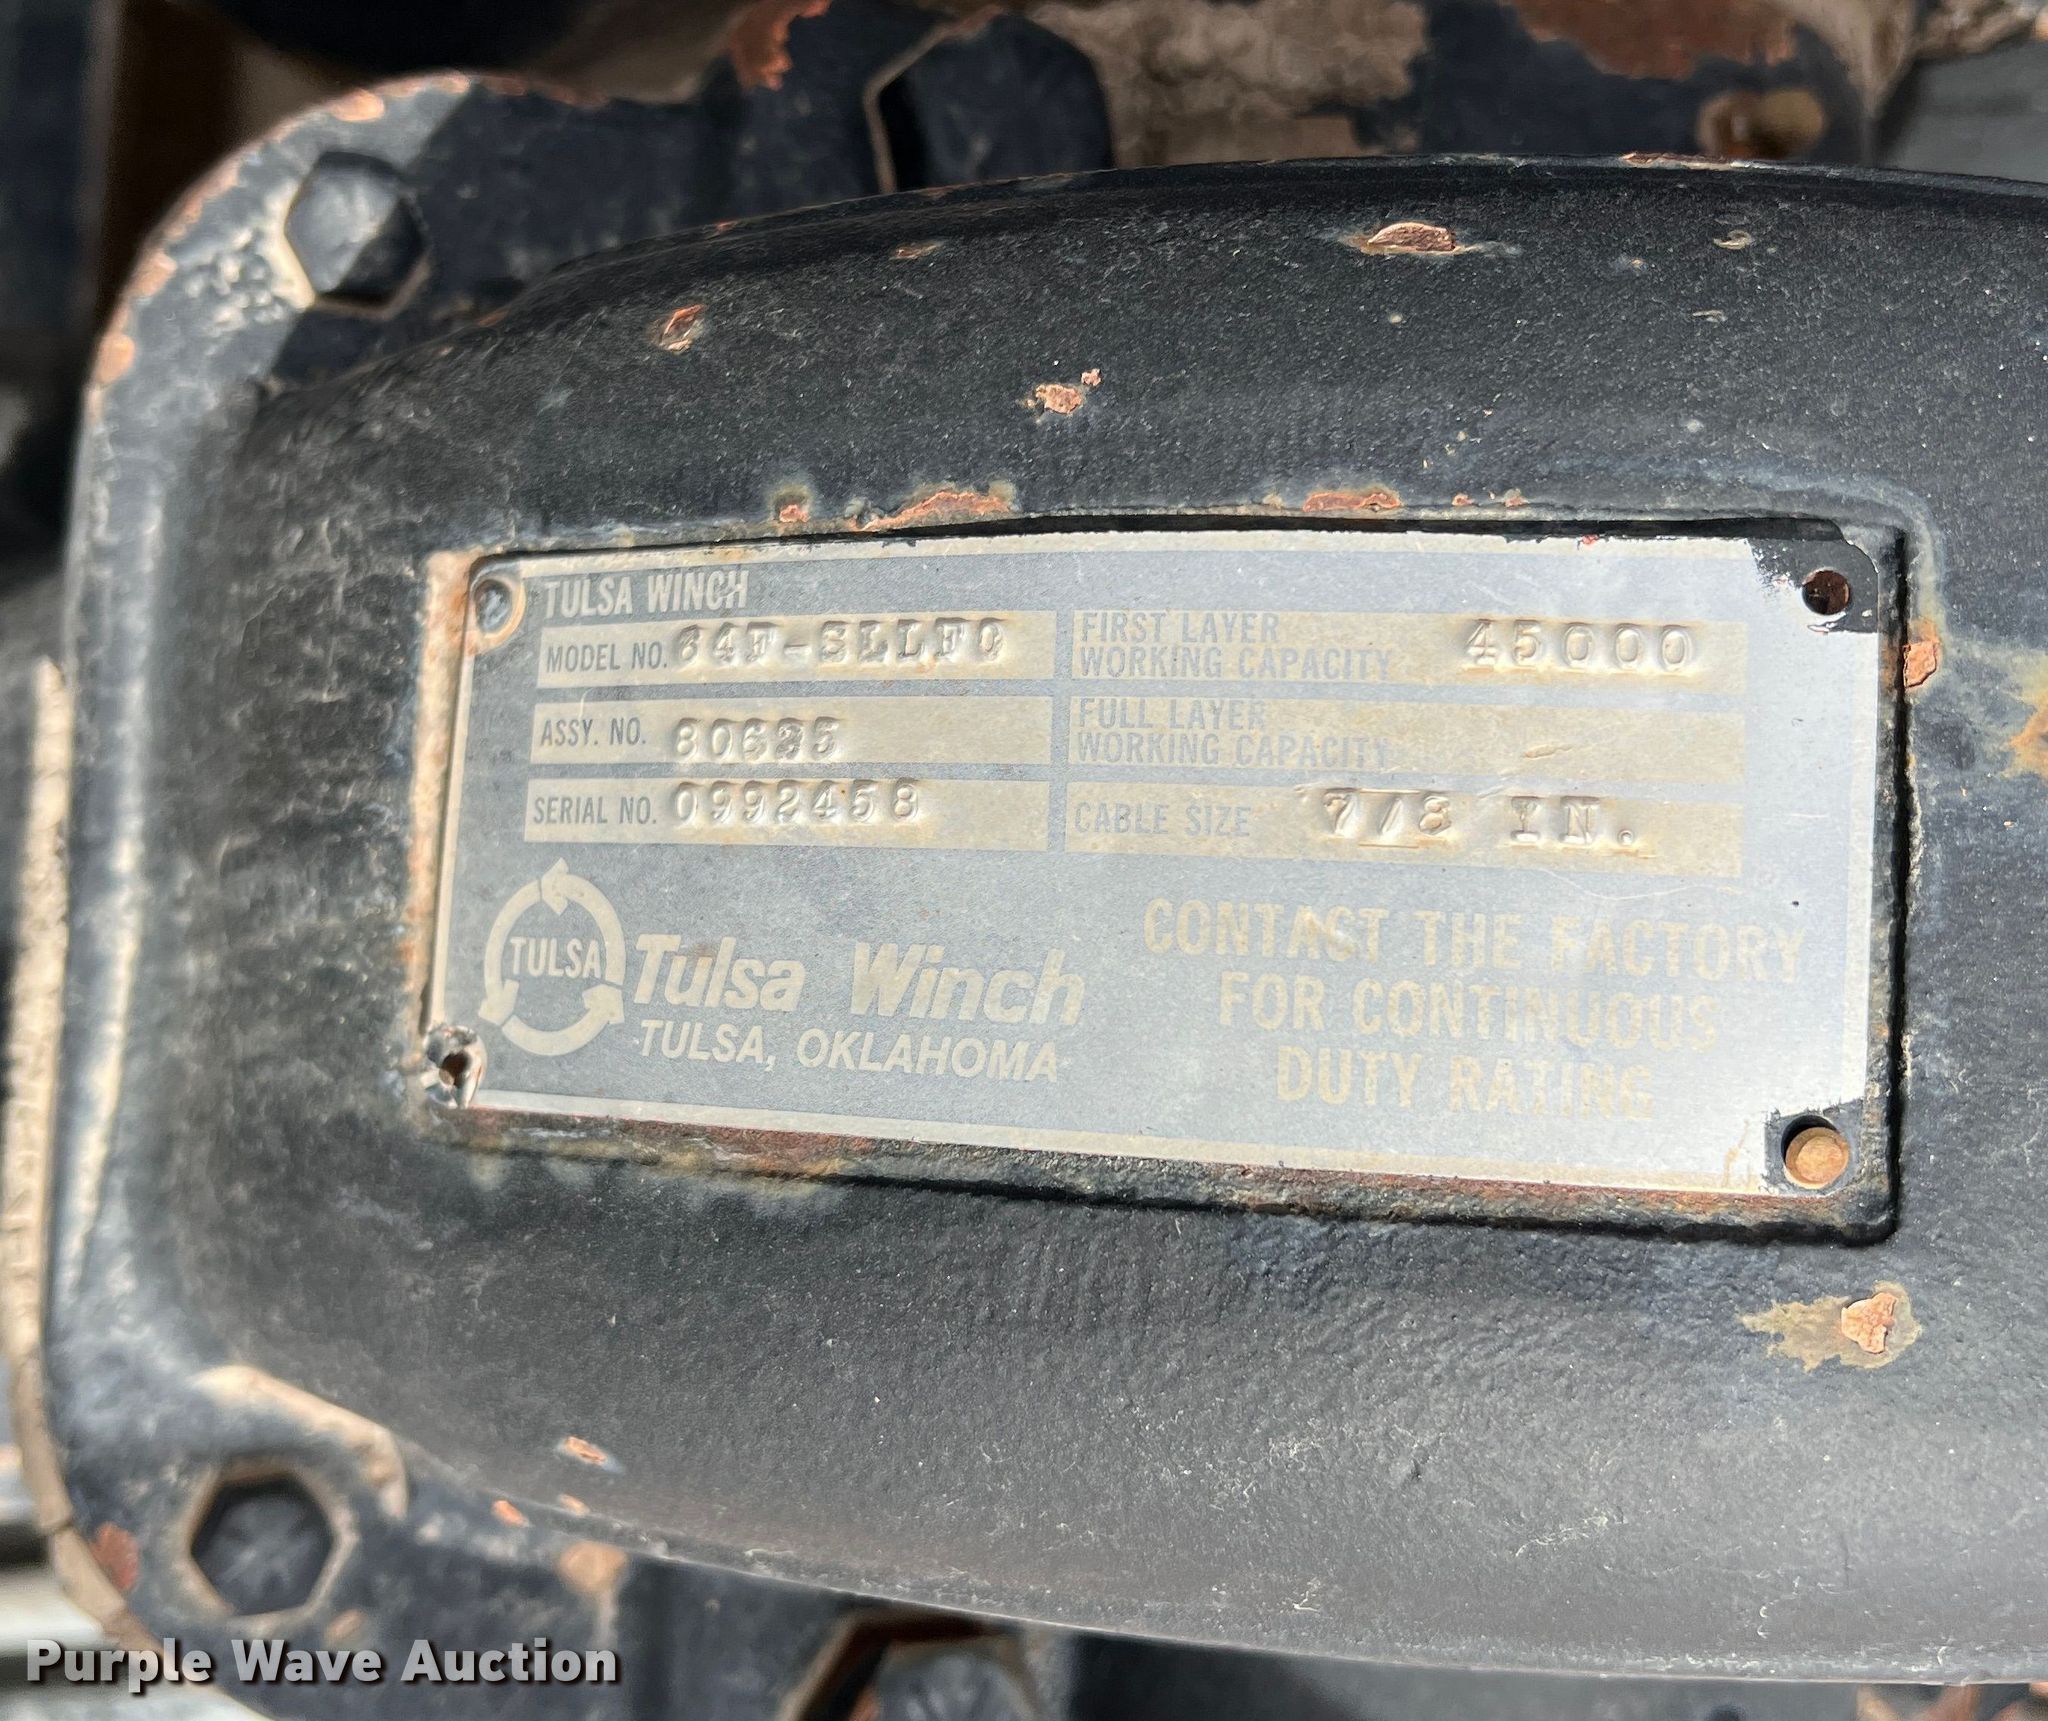 TULSA WINCH
MODEL NO. 64F-SLLFO
ASSY. NO.
SERIAL NO. 0992458
FIRST LAYER
WORKING CAPACITY 45000
FULL LAYER
WORKING CAPACITY
CABLE SIZE 7/8 IN.
TULSA
Tulsa Winch
TULSA, OKLAHOMA
CONTACT THE FACTORY
FOR CONTINUOUS
DUTY RATING
Purple Wave Auction